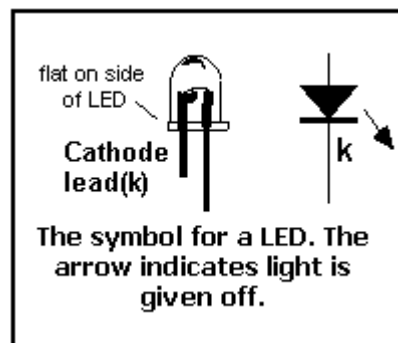 flat on side
of LED
Cathode
lead(k)
k
The symbol for a LED. The
arrow indicates light is
given off.